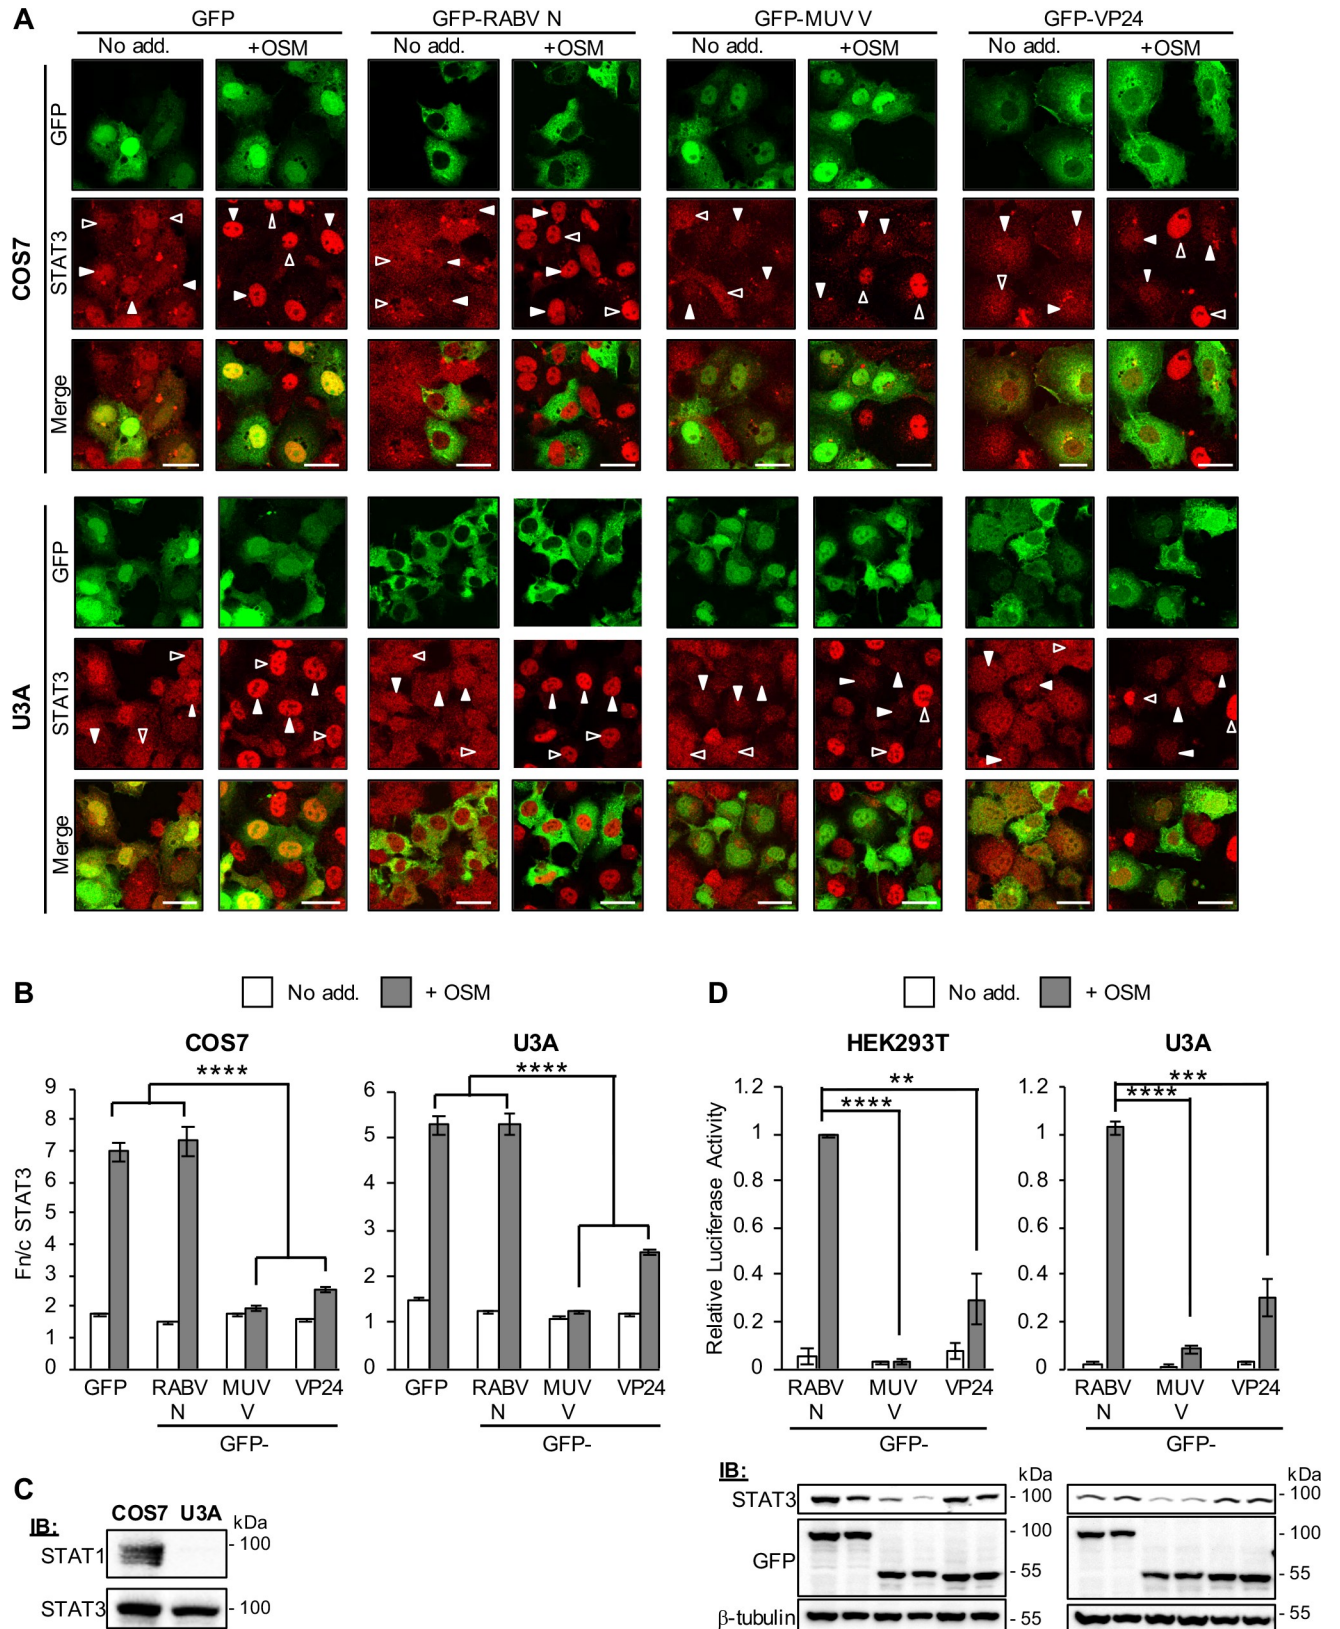 A
GFP GFP-RABV N GFP-MUV V GFP-VP24
No add. +OSM No add. +OSM No add. +OSM No add. +OSM
COS7
GFP
STAT3
Merge
U3A
GFP
STAT3
Merge
B
No add. + OSM
COS7 U3A
**** ****
Fn/c STAT3
9
8
7
6
5
4
3
2
1
0
6
5
4
3
2
1
0
GFP RABV MUV VP24 GFP RABV MUV VP24
N V N V
GFP- GFP-
C
COS7 U3A
IB: kDa
STAT1 - 100
STAT3 - 100
D
No add. + OSM
HEK293T U3A
** ***
**** ****
Relative Luciferase Activity
1.2
1
0.8
0.6
0.4
0.2
0
1.2
1
0.8
0.6
0.4
0.2
0
RABV MUV VP24 RABV MUV VP24
N V N V
GFP- GFP-
IB: kDa kDa
STAT3 - 100 - 100
GFP - 100 - 100
- 55 - 55
β-tubulin - 55 - 55